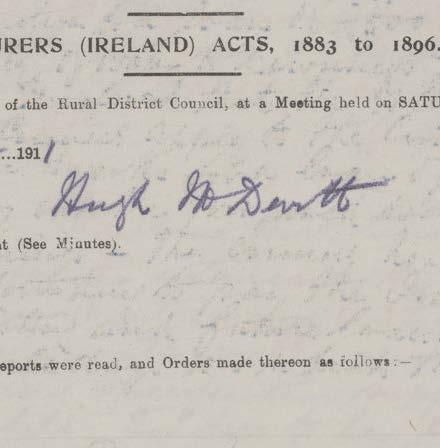 URERS (IRELAND) ACTS, 1883 to 1896.
of the Rural District Council, at a Meeting held on SATU
...1911
Hugh McDevitt
t (See Minutes).
eports were read, and Orders made thereon as follows:—